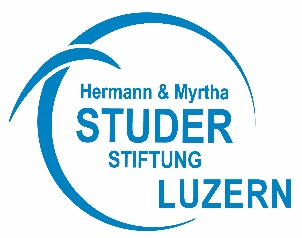 Hermann & Myrtha
STUDER
STIFTUNG
LUZERN